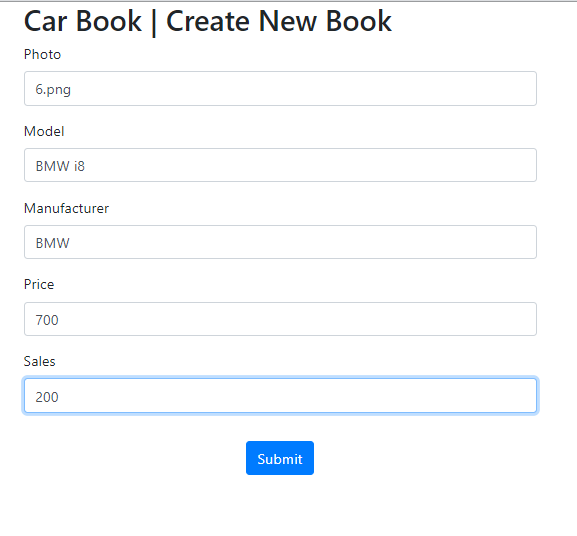 Car Book | Create New Book
Photo
6.png
Model
BMW i8
Manufacturer
BMW
Price
700
Sales
200
Submit